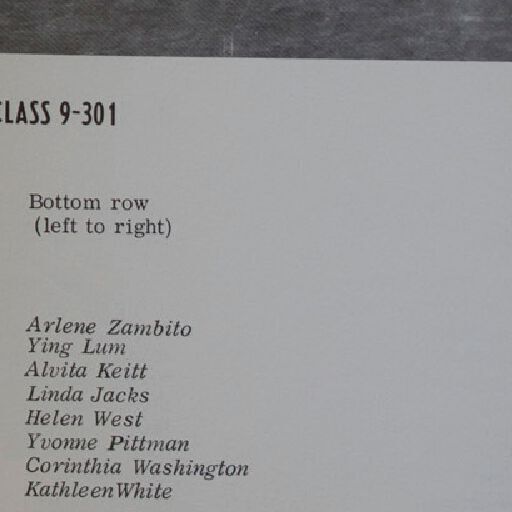 CLASS 9-301
Bottom row
(left to right)
Arlene Zambito
Ying Lum
Alvita Keitt
Linda Jacks
Helen West
Yvonne Pittman
Corinthia Washington
Kathleen White